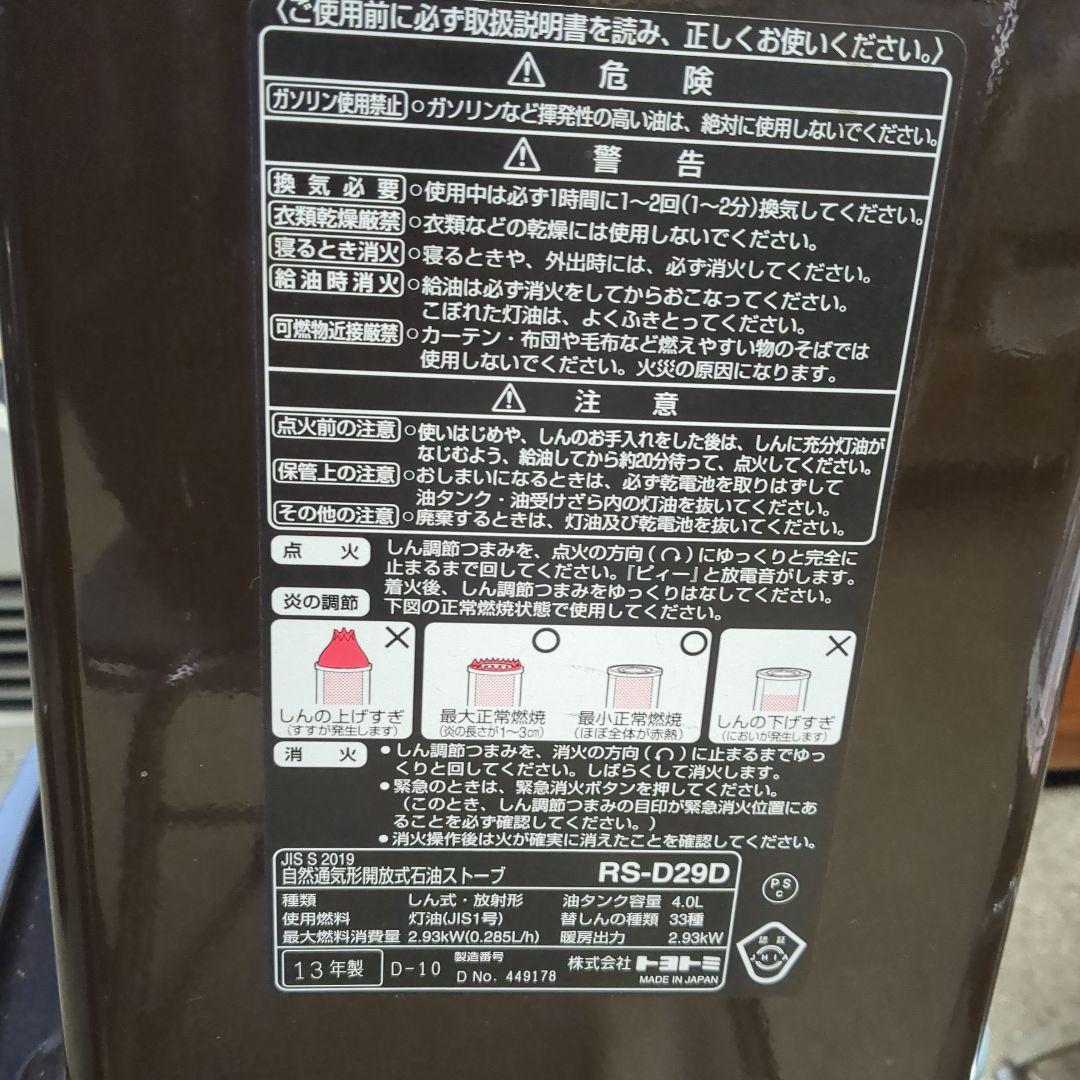 〈ご使用前に必ず取扱説明書を読み、正しくお使いください。〉
危 険
ガソリン使用禁止 ○ガソリンなど揮発性の高い油は、絶対に使用しないでください。
警 告
換気必要 ○使用中は必ず1時間に1〜2回(1〜2分)換気してください。
衣類乾燥厳禁 ○衣類などの乾燥には使用しないでください。
寝るとき消火 ○寝るときや、外出時には、必ず消火してください。
給油時消火 ○給油は必ず消火をしてからおこなってください。
こぼれた灯油は、よくふきとってください。
可燃物近接厳禁 ○カーテン・布団や毛布など燃えやすい物のそばでは
使用しないでください。火災の原因になります。
注 意
点火前の注意 ○使いはじめや、しんのお手入れをした後は、しんに充分灯油が
なじむよう、給油してから約20分待って、点火してください。
保管上の注意 ○おしまいになるときは、必ず乾電池を取りはずして
油タンク・油受けざら内の灯油を抜いてください。
その他の注意 ○廃棄するときは、灯油及び乾電池を抜いてください。
点 火 しん調節つまみを、点火の方向( )にゆっくりと完全に
止まるまで回してください。『ピィー』と放電音がします。
炎の調節 着火後、しん調節つまみをゆっくりはなしてください。
下図の正常燃焼状態で使用してください。
× ○ ○ ×
しんの上げすぎ 最大正常燃焼 最小正常燃焼 しんの下げすぎ
(すすが発生します) (炎の長さが1〜3cm) (ほぼ全体が赤熱) (においが発生します)
消 火 ●しん調節つまみを、消火の方向( )に止まるまでゆっ
くりと回してください。しばらくして消火します。
●緊急のときは、緊急消火ボタンを押してください。
(このとき、しん調節つまみの目印が緊急消火位置にあ
ることを必ず確認してください。)
●消火操作後は火が確実に消えたことを確認してください。
JIS S 2019
自然通気形開放式石油ストーブ RS-D29D
PS
C
種類 しん式・放射形 油タンク容量 4.0L
使用燃料 灯油(JIS1号) 替しんの種類 33種
最大燃料消費量 2.93kW(0.285L/h) 暖房出力 2.93kW
13年製 D-10 製造番号 D No. 449178 株式会社 トヨトミ
MADE IN JAPAN
認証
JHIA